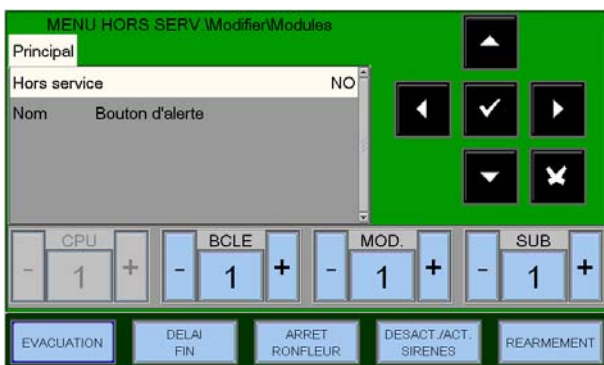 MENU HORS SERV.\Modifier\Modules
Principal
Hors service NO
Nom Bouton d'alerte
CPU BCLE MOD. SUB
- 1 + - 1 + - 1 + - 1 +
EVACUATION DELAI FIN ARRET RONFLEUR DESACT./ACT. SIRENES REARMEMENT